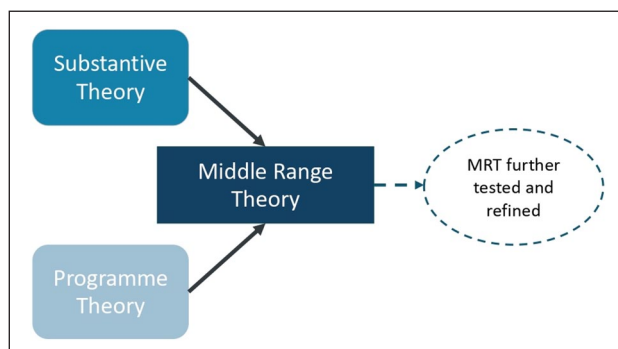 Substantive
Theory
Middle Range
Theory
MRT further
tested and
refined
Programme
Theory